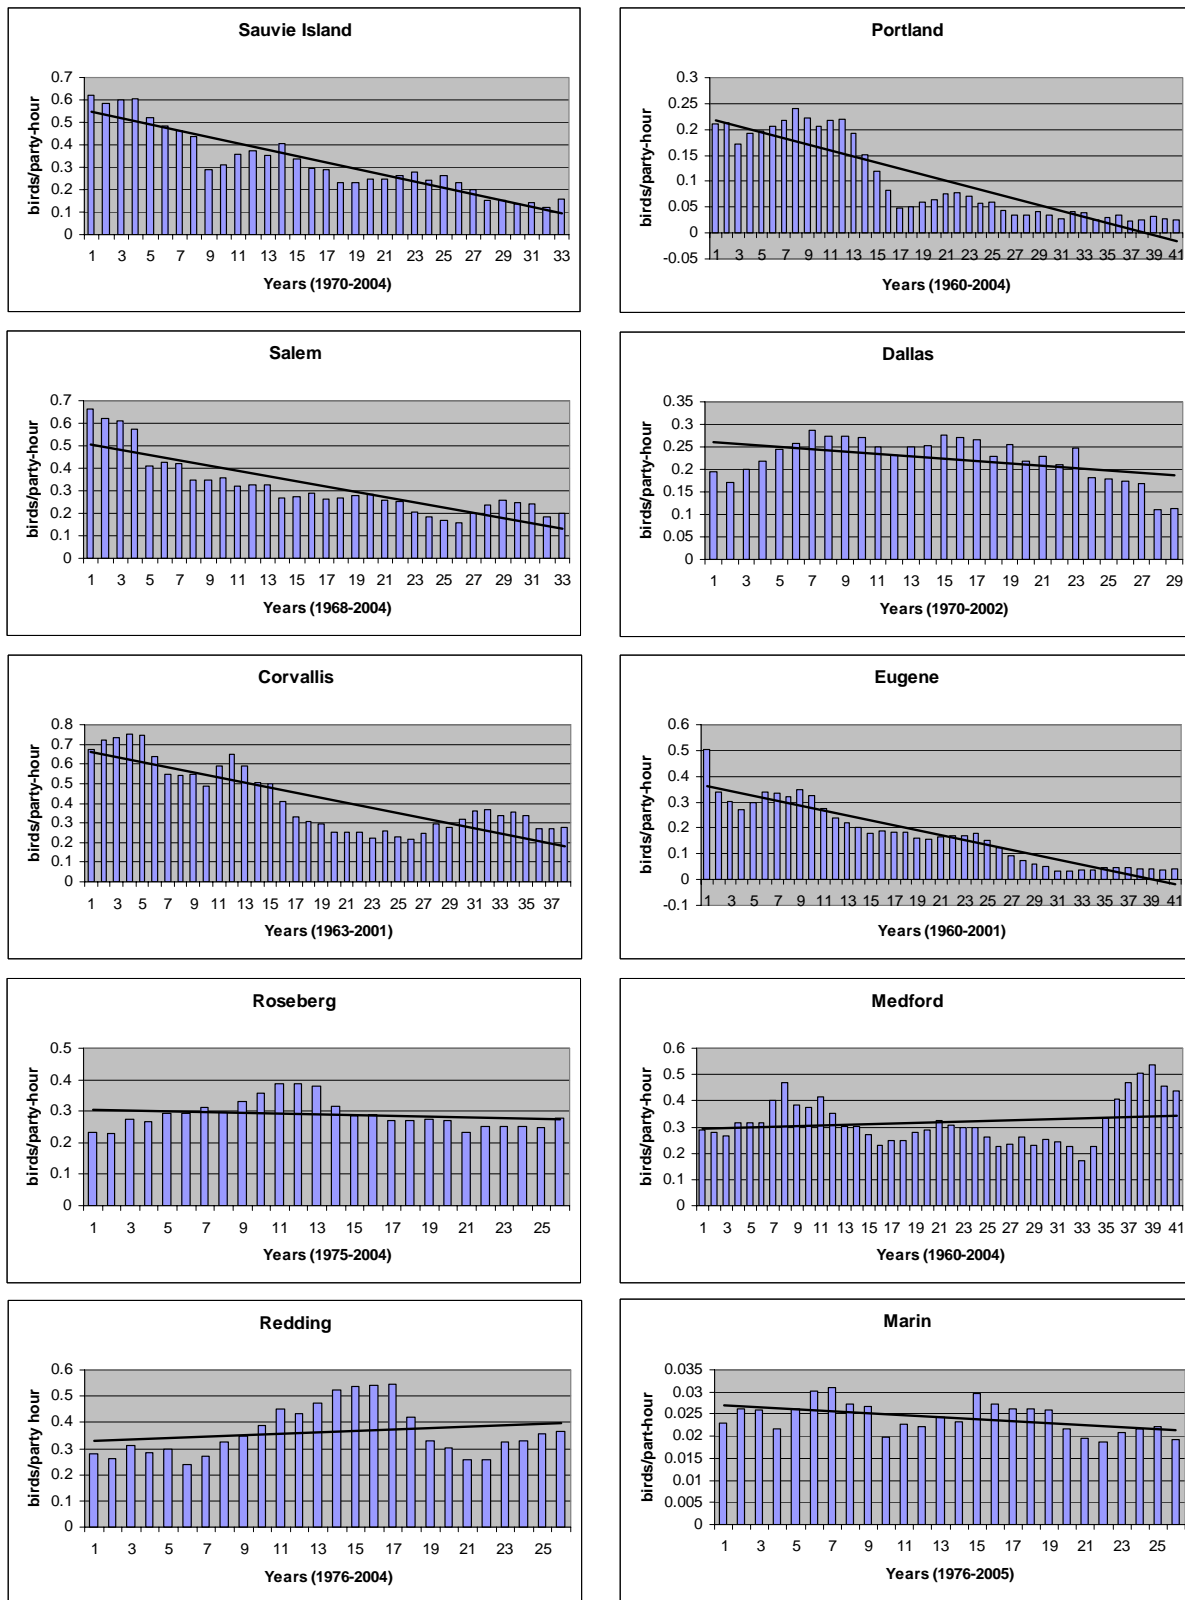 Sauvie Island
birds/party-hour
0.7
0.6
0.5
0.4
0.3
0.2
0.1
0
1 3 5 7 9 11 13 15 17 19 21 23 25 27 29 31 33
Years (1970-2004)
Portland
birds/party-hour
0.3
0.25
0.2
0.15
0.1
0.05
0
-0.05
1 3 5 7 9 11 13 15 17 19 21 23 25 27 29 31 33 35 37 39 41
Years (1960-2004)
Salem
birds/party-hour
0.7
0.6
0.5
0.4
0.3
0.2
0.1
0
1 3 5 7 9 11 13 15 17 19 21 23 25 27 29 31 33
Years (1968-2004)
Dallas
birds/party-hour
0.35
0.3
0.25
0.2
0.15
0.1
0.05
0
1 3 5 7 9 11 13 15 17 19 21 23 25 27 29
Years (1970-2002)
Corvallis
birds/party-hour
0.8
0.7
0.6
0.5
0.4
0.3
0.2
0.1
0
1 3 5 7 9 11 13 15 17 19 21 23 25 27 29 31 33 35 37
Years (1963-2001)
Eugene
birds/party-hour
0.6
0.5
0.4
0.3
0.2
0.1
0
-0.1
1 3 5 7 9 11 13 15 17 19 21 23 25 27 29 31 33 35 37 39 41
Years (1960-2001)
Roseberg
birds/party-hour
0.5
0.4
0.3
0.2
0.1
0
1 3 5 7 9 11 13 15 17 19 21 23 25
Years (1975-2004)
Medford
birds/party-hour
0.6
0.5
0.4
0.3
0.2
0.1
0
1 3 5 7 9 11 13 15 17 19 21 23 25 27 29 31 33 35 37 39 41
Years (1960-2004)
Redding
birds/party hour
0.6
0.5
0.4
0.3
0.2
0.1
0
1 3 5 7 9 11 13 15 17 19 21 23 25
Years (1976-2004)
Marin
birds/part-hour
0.035
0.03
0.025
0.02
0.015
0.01
0.005
0
1 3 5 7 9 11 13 15 17 19 21 23 25
Years (1976-2005)